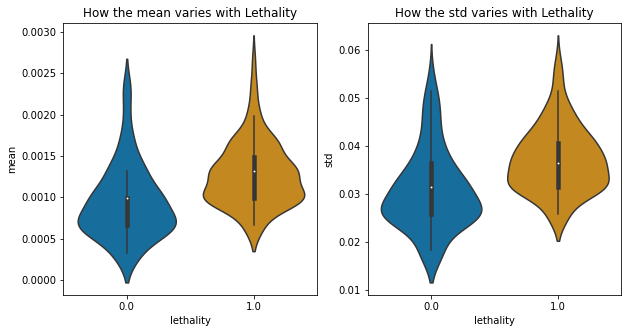 How the mean varies with Lethality
0.0030
0.0025
0.0020
0.0015
0.0010
0.0005
0.0000
mean
0.0
1.0
lethality
How the std varies with Lethality
0.06
0.05
0.04
0.03
0.02
0.01
std
0.0
1.0
lethality